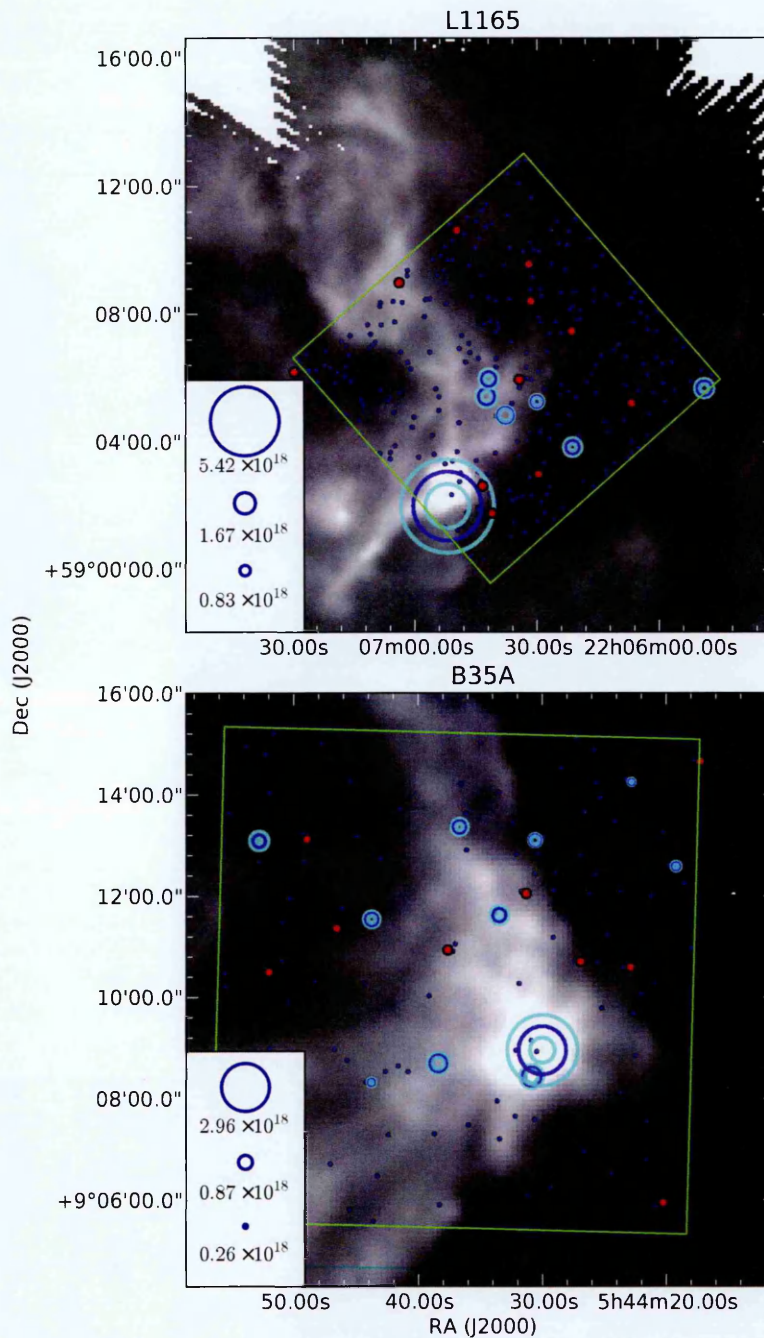 L1165
16'00.0"
12'00.0"
08'00.0"
04'00.0"
+59°00'00.0"
5.42 ×10^18
1.67 ×10^18
0.83 ×10^18
30.00s 07m00.00s 30.00s 22h06m00.00s
Dec (J2000)
B35A
16'00.0"
14'00.0"
12'00.0"
10'00.0"
08'00.0"
+9°06'00.0"
2.96 ×10^18
0.87 ×10^18
0.26 ×10^18
50.00s 40.00s 30.00s 5h44m20.00s
RA (J2000)